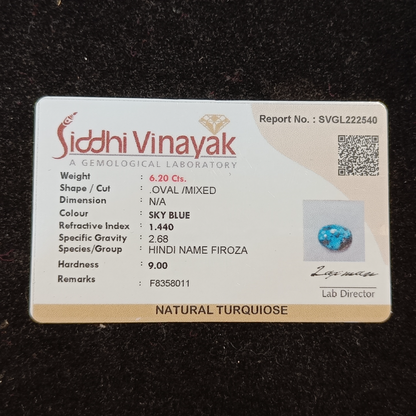 Siddhi Vinayak
A GEMOLOGICAL LABORATORY
Report No. : SVGL222540
Weight : 6.20 Cts.
Shape / Cut : .OVAL /MIXED
Dimension : N/A
Colour : SKY BLUE
Refractive Index : 1.440
Specific Gravity : 2.68
Species/Group : HINDI NAME FIROZA
Hardness : 9.00
Remarks : F8358011
Lab Director
NATURAL TURQUOISE